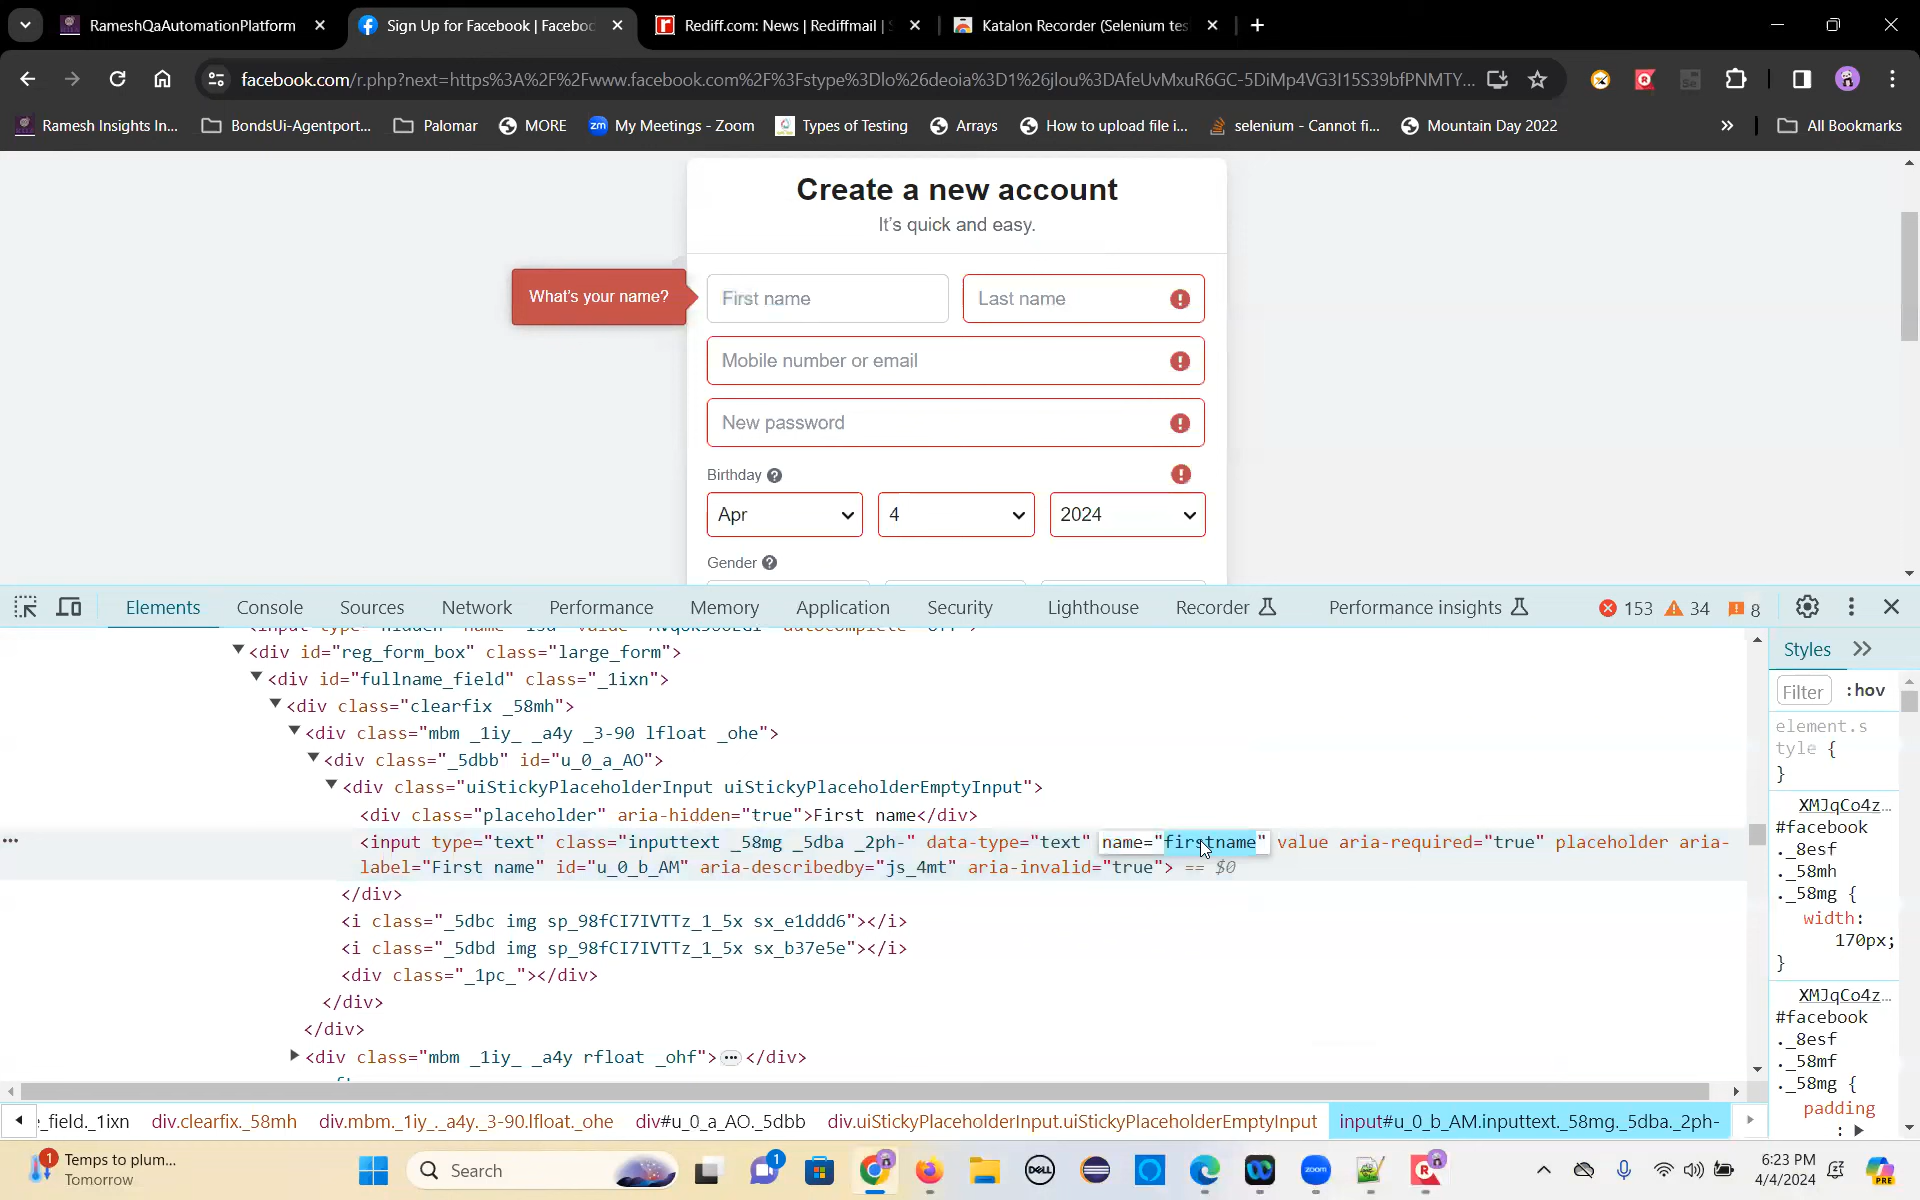 RameshQaAutomationPlatform
Sign Up for Facebook | Faceboo
Rediff.com: News | Rediffmail |
Katalon Recorder (Selenium tes
facebook.com/r.php?next=https%3A%2F%2Fwww.facebook.com%2F%3Fstype%3Dlo%26deoia%3D1%26jlou%3DAfeUvMxuR6GC-5DiMp4VG3I15S39bfPNMTY...
Ramesh Insights In...
BondsUi-Agentport...
Palomar
MORE
zm My Meetings - Zoom
Types of Testing
Arrays
How to upload file i...
selenium - Cannot fi...
Mountain Day 2022
»
All Bookmarks
Create a new account
It's quick and easy.
What's your name?
First name
Last name
Mobile number or email
New password
Birthday
Apr
4
2024
Gender
Elements
Console
Sources
Network
Performance
Memory
Application
Security
Lighthouse
Recorder
Performance insights
153
34
8
<div id="reg_form_box" class="large_form">
<div id="fullname_field" class="_1ixn">
<div class="clearfix _58mh">
<div class="mbm _1iy_ _a4y _3-90 lfloat _ohe">
<div class="_5dbb" id="u_0_a_AO">
<div class="uiStickyPlaceholderInput uiStickyPlaceholderEmptyInput">
<div class="placeholder" aria-hidden="true">First name</div>
<input type="text" class="inputtext _58mg _5dba _2ph-" data-type="text" name="firstname" value aria-required="true" placeholder aria-
label="First name" id="u_0_b_AM" aria-describedby="js_4mt" aria-invalid="true"> == $0
</div>
<i class="_5dbc img sp_98fCI7IVTTz_1_5x sx_e1ddd6"></i>
<i class="_5dbd img sp_98fCI7IVTTz_1_5x sx_b37e5e"></i>
<div class="_1pc_"></div>
</div>
</div>
<div class="mbm _1iy_ _a4y rfloat _ohf">…</div>
Styles »
Filter :hov
element.s
tyle {
}
XMJqCo4z…
#facebook
._8esf
._58mh
._58mg {
width:
170px;
}
XMJqCo4z…
#facebook
._8esf
._58mf
._58mg {
padding
:
_field._1ixn
div.clearfix._58mh
div.mbm._1iy_._a4y._3-90.lfloat._ohe
div#u_0_a_AO._5dbb
div.uiStickyPlaceholderInput.uiStickyPlaceholderEmptyInput
input#u_0_b_AM.inputtext._58mg._5dba._2ph-
1
Temps to plum...
Tomorrow
Search
1
DELL
zoom
6:23 PM
4/4/2024
PRE